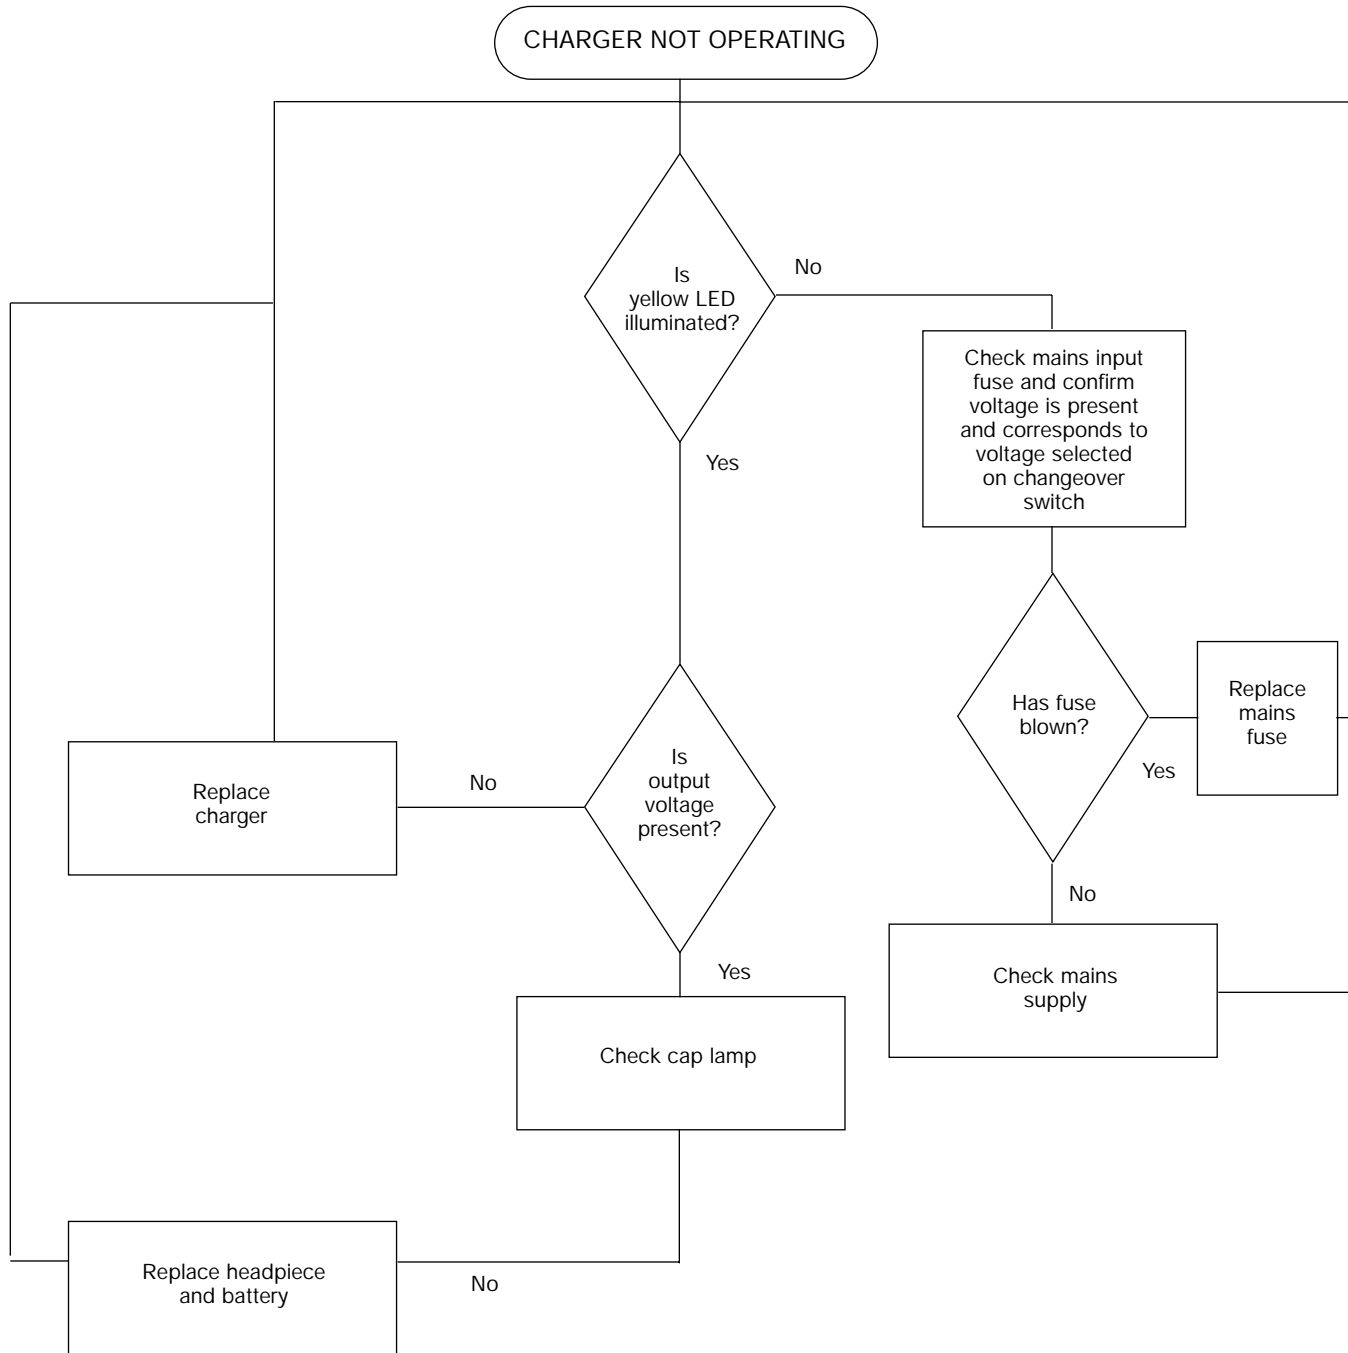 CHARGER NOT OPERATING
Is
yellow LED
illuminated?
No
Yes
Check mains input
fuse and confirm
voltage is present
and corresponds to
voltage selected
on changeover
switch
Has fuse
blown?
Yes
Replace
mains
fuse
No
Check mains
supply
Is
output
voltage
present?
No
Replace
charger
Yes
Check cap lamp
No
Replace headpiece
and battery